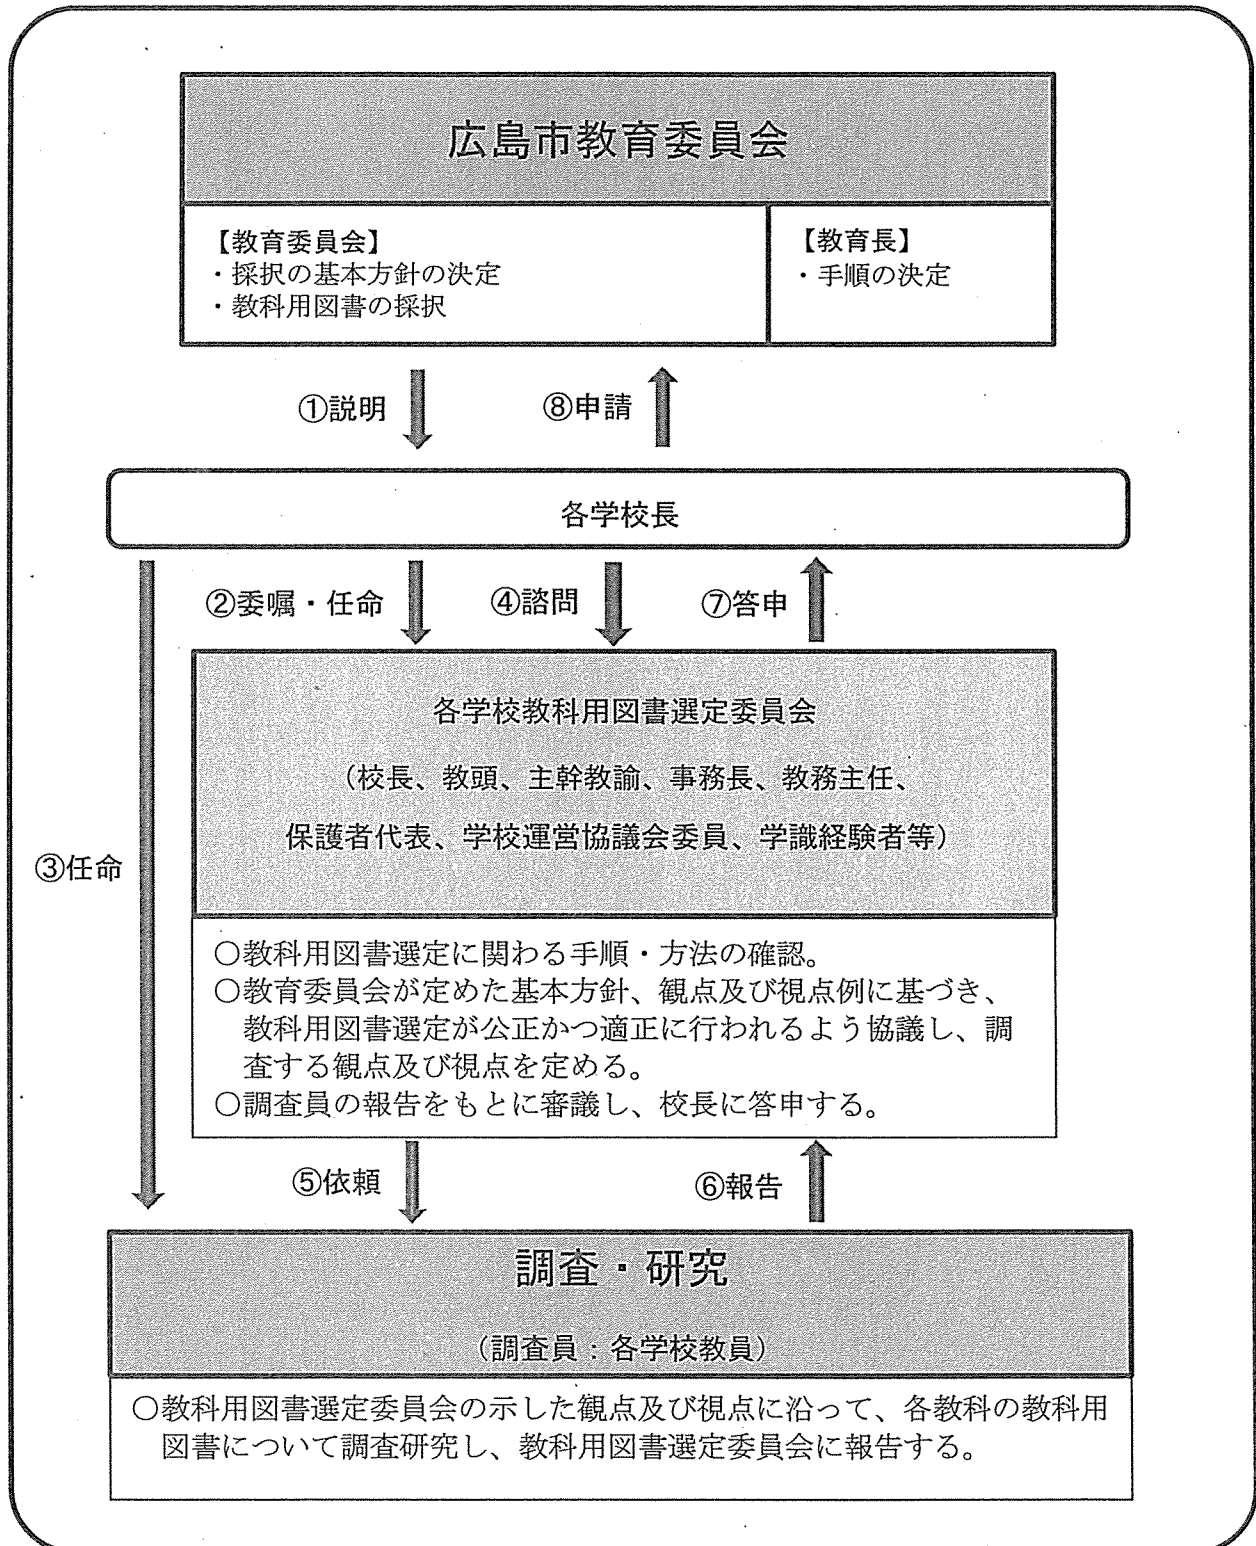 広島市教育委員会
【教育委員会】
・採択の基本方針の決定
・教科用図書の採択
【教育長】
・手順の決定
①説明
⑧申請
各学校長
②委嘱・任命
④諮問
⑦答申
各学校教科用図書選定委員会
（校長、教頭、主幹教諭、事務長、教務主任、
保護者代表、学校運営協議会委員、学識経験者等）
③任命
○教科用図書選定に関わる手順・方法の確認。
○教育委員会が定めた基本方針、観点及び視点例に基づき、
教科用図書選定が公正かつ適正に行われるよう協議し、調
査する観点及び視点を定める。
○調査員の報告をもとに審議し、校長に答申する。
⑤依頼
⑥報告
調査・研究
（調査員：各学校教員）
○教科用図書選定委員会の示した観点及び視点に沿って、各教科の教科用
図書について調査研究し、教科用図書選定委員会に報告する。